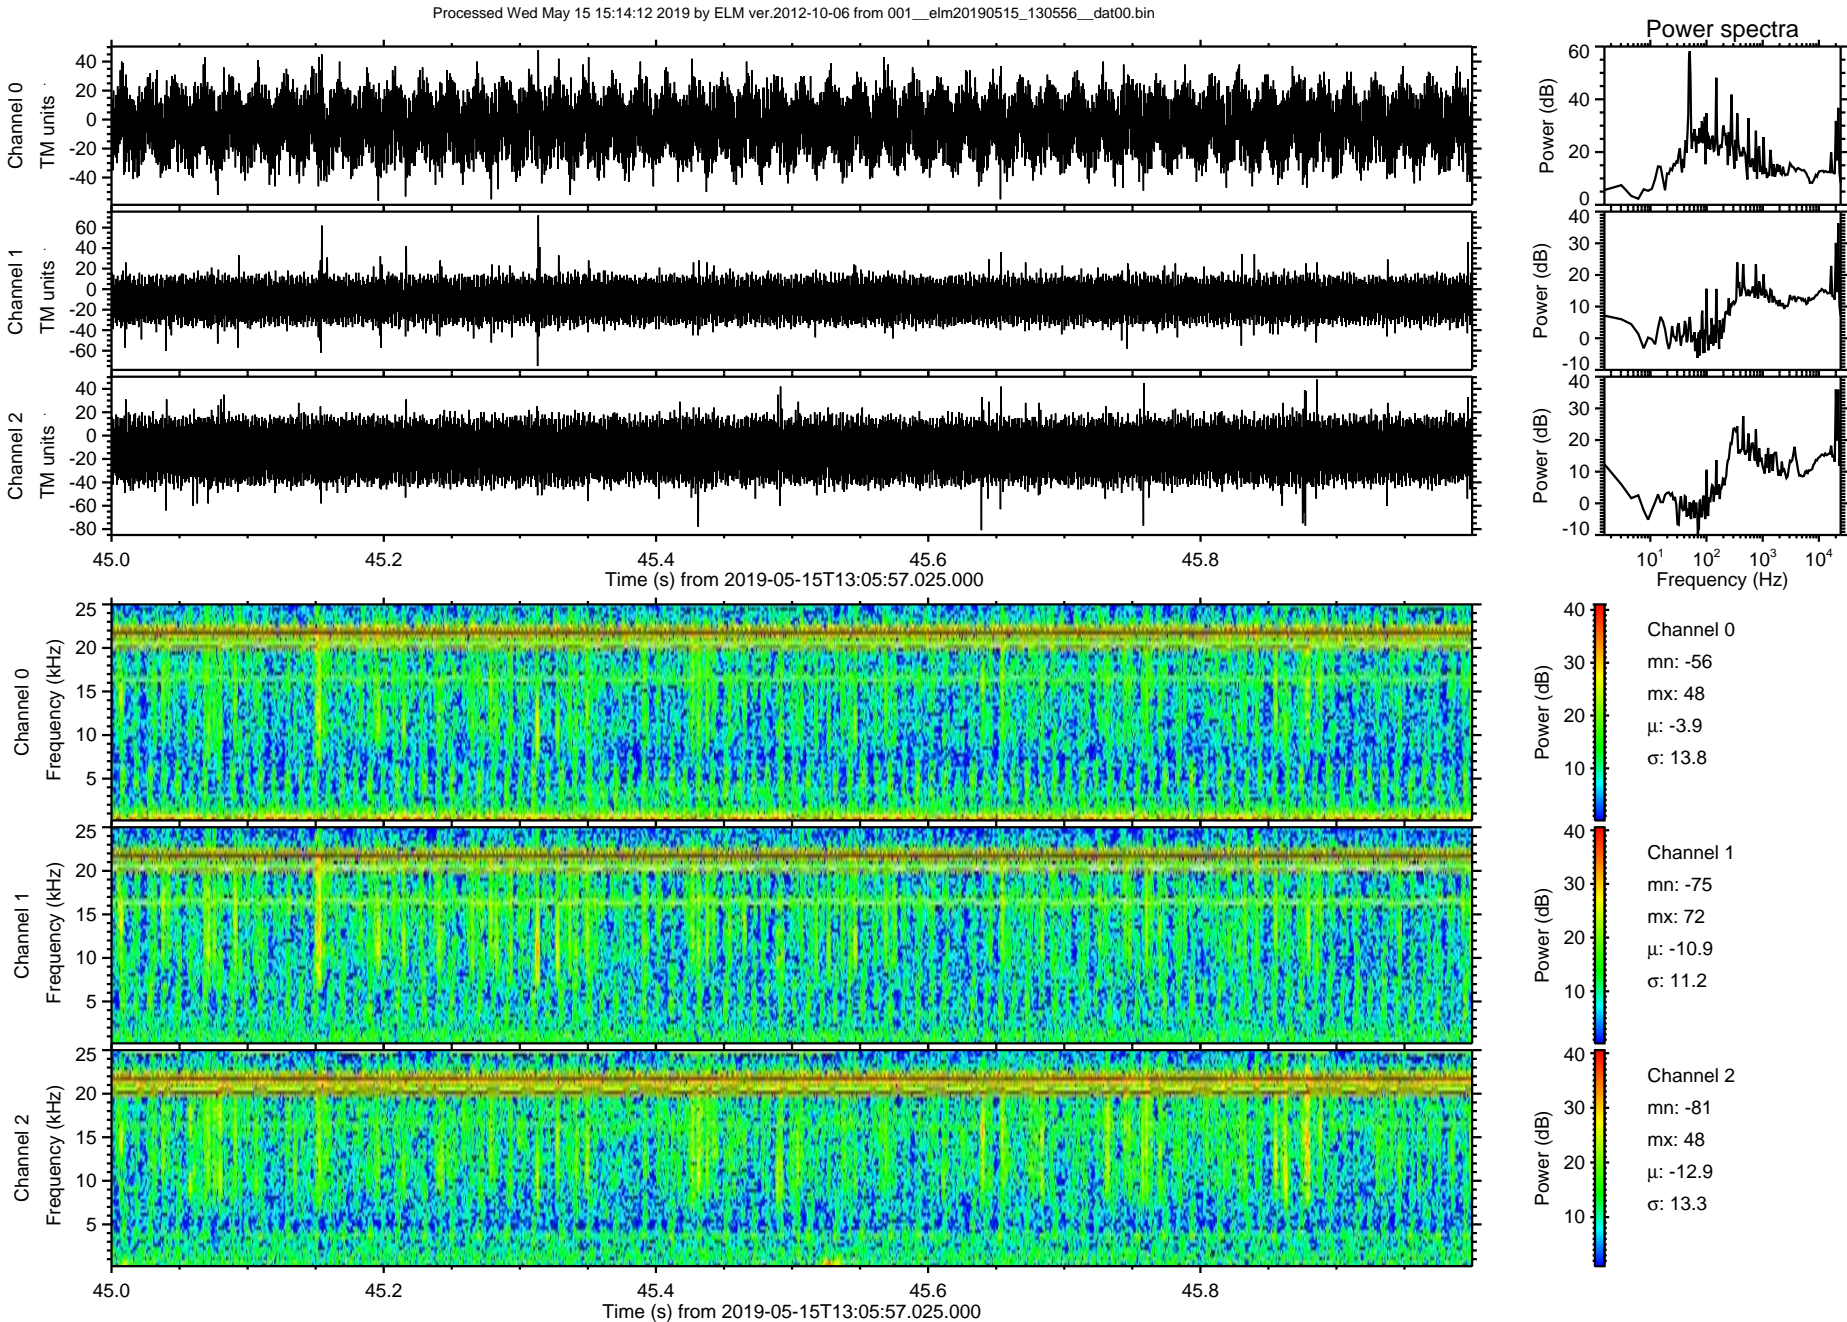 Processed Wed May 15 15:14:12 2019 by ELM ver.2012-10-06 from 001__elm20190515_130556__dat00.bin
Power spectra
Channel 0
TM units
40
20
0
-20
-40
Power (dB)
60
40
20
0
Channel 1
TM units
60
40
20
0
-20
-40
-60
Power (dB)
40
30
20
10
0
-10
Channel 2
TM units
40
20
0
-20
-40
-60
-80
Power (dB)
40
30
20
10
0
-10
45.0 45.2 45.4 45.6 45.8
Time (s) from 2019-05-15T13:05:57.025.000
10^1 10^2 10^3 10^4
Frequency (Hz)
Channel 0
Frequency (kHz)
25
20
15
10
5
Power (dB)
40
30
20
10
Channel 0
mn: -56
mx: 48
μ: -3.9
σ: 13.8
Channel 1
Frequency (kHz)
25
20
15
10
5
Power (dB)
40
30
20
10
Channel 1
mn: -75
mx: 72
μ: -10.9
σ: 11.2
Channel 2
Frequency (kHz)
25
20
15
10
5
Power (dB)
40
30
20
10
Channel 2
mn: -81
mx: 48
μ: -12.9
σ: 13.3
45.0 45.2 45.4 45.6 45.8
Time (s) from 2019-05-15T13:05:57.025.000